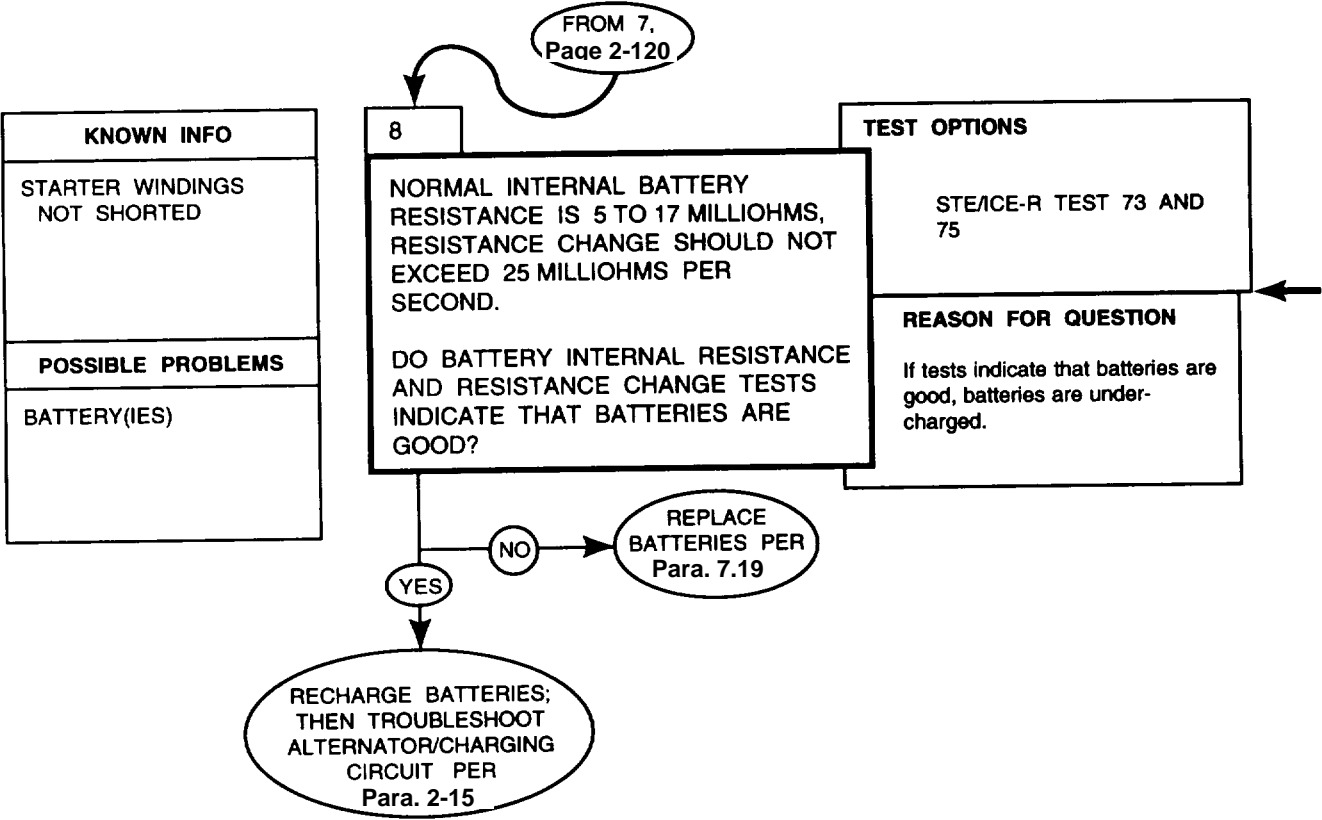 FROM 7,
Page 2-120
KNOWN INFO
STARTER WINDINGS
NOT SHORTED
POSSIBLE PROBLEMS
BATTERY(IES)
8
NORMAL INTERNAL BATTERY
RESISTANCE IS 5 TO 17 MILLIOHMS,
RESISTANCE CHANGE SHOULD NOT
EXCEED 25 MILLIOHMS PER
SECOND.
DO BATTERY INTERNAL RESISTANCE
AND RESISTANCE CHANGE TESTS
INDICATE THAT BATTERIES ARE
GOOD?
TEST OPTIONS
STE/ICE-R TEST 73 AND
75
REASON FOR QUESTION
If tests indicate that batteries are
good, batteries are under-
charged.
NO
REPLACE
BATTERIES PER
Para. 7.19
YES
RECHARGE BATTERIES;
THEN TROUBLESHOOT
ALTERNATOR/CHARGING
CIRCUIT PER
Para. 2-15